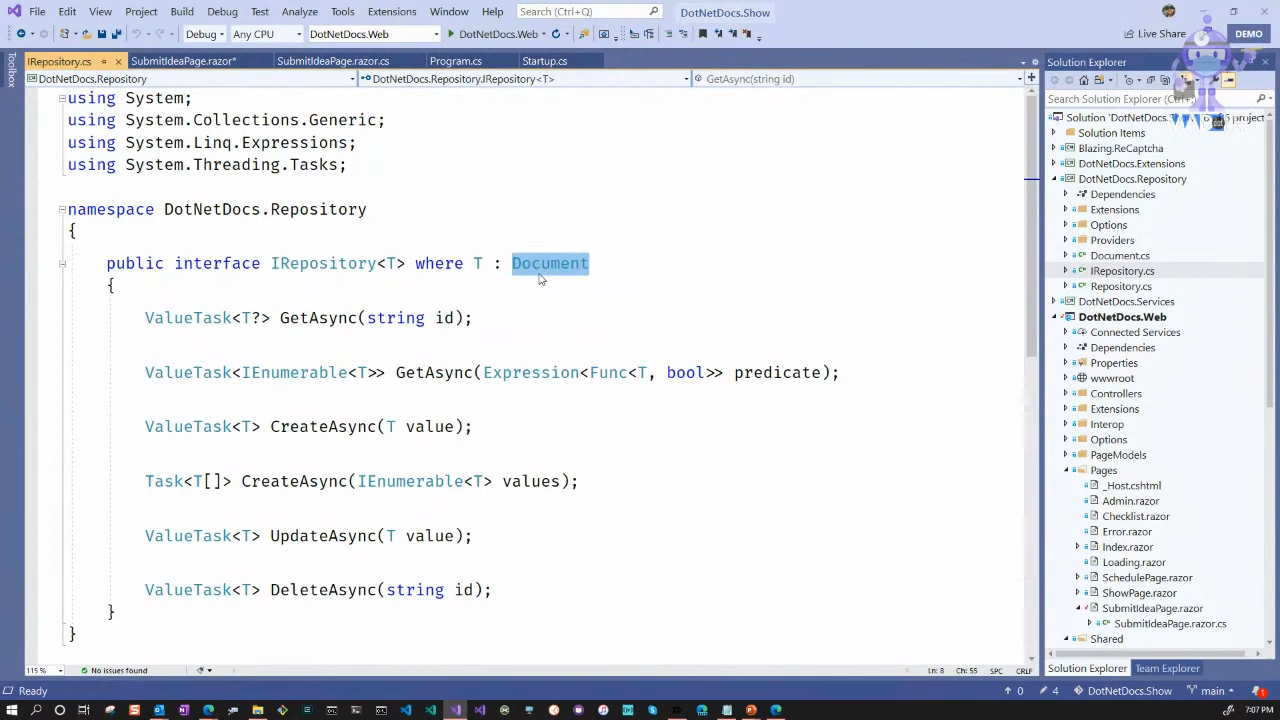 File Edit View Project Build Debug Test Analyze Tools Extensions Window Help Search (Ctrl+Q) DotNetDocs.Show
Debug Any CPU DotNetDocs.Web DotNetDocs.Web Live Share DEMO
IRepository.cs SubmitIdeaPage.razor* SubmitIdeaPage.razor.cs Program.cs Startup.cs
Toolbox
DotNetDocs.Repository DotNetDocs.Repository.IRepository<T> GetAsync(string id)
using System;
using System.Collections.Generic;
using System.Linq.Expressions;
using System.Threading.Tasks;
namespace DotNetDocs.Repository
{
public interface IRepository<T> where T : Document
{
ValueTask<T?> GetAsync(string id);
ValueTask<IEnumerable<T>> GetAsync(Expression<Func<T, bool>> predicate);
ValueTask<T> CreateAsync(T value);
Task<T[]> CreateAsync(IEnumerable<T> values);
ValueTask<T> UpdateAsync(T value);
ValueTask<T> DeleteAsync(string id);
}
}
115 % No issues found Ln: 8 Ch: 55 SPC CRLF
Solution Explorer
Search Solution Explorer (Ctrl+
Solution 'DotNetDocs.Show' project
Solution Items
Blazing.ReCaptcha
DotNetDocs.Extensions
DotNetDocs.Repository
Dependencies
Extensions
Options
Providers
Document.cs
IRepository.cs
Repository.cs
DotNetDocs.Services
DotNetDocs.Web
Connected Services
Dependencies
Properties
wwwroot
Controllers
Extensions
Interop
Options
PageModels
Pages
_Host.cshtml
Admin.razor
Checklist.razor
Error.razor
Index.razor
Loading.razor
SchedulePage.razor
ShowPage.razor
SubmitIdeaPage.razor
SubmitIdeaPage.razor.cs
Shared
Solution Explorer Team Explorer
Ready 0 4 DotNetDocs.Show main 1
7:07 PM